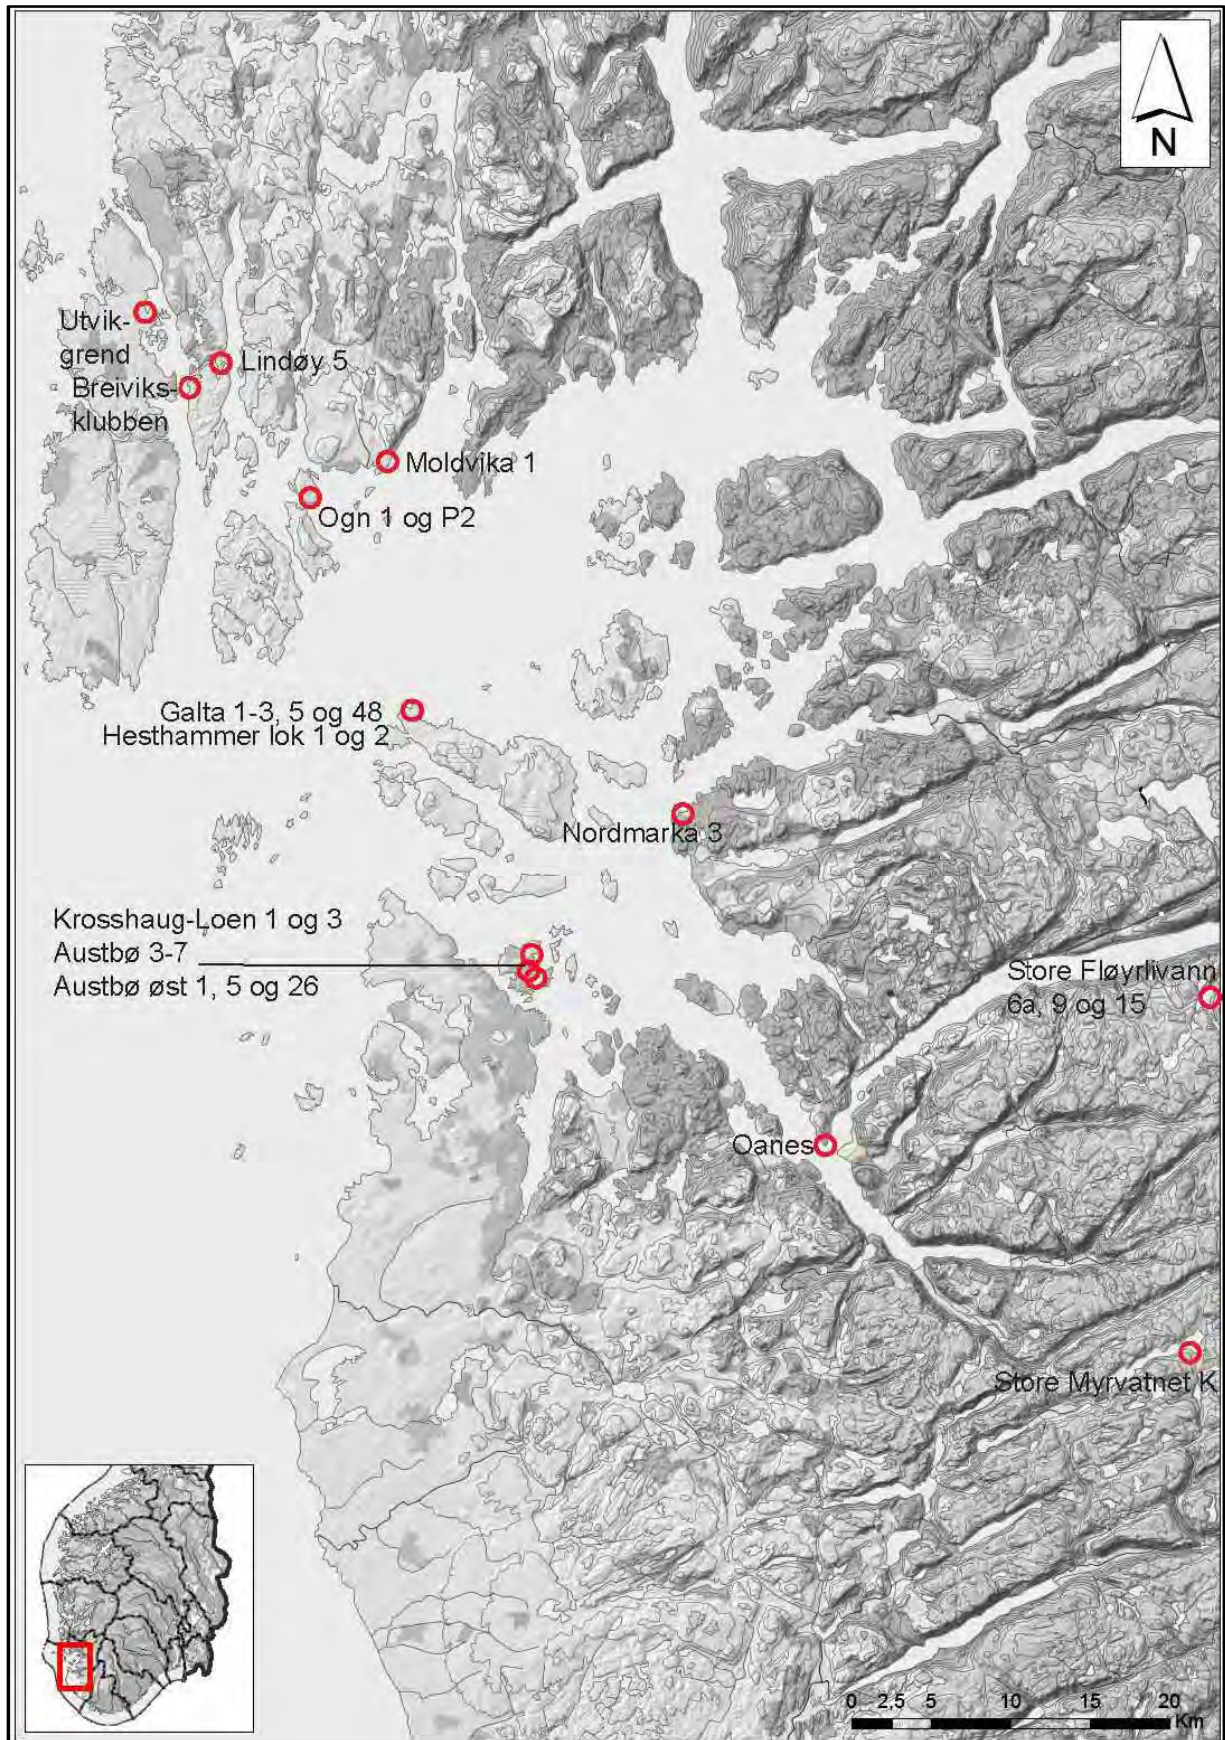 N
Utvik-
grend
Lindøy 5
Breiviks-
klubben
Moldvika 1
Ogn 1 og P2
Galta 1-3, 5 og 48
Hesthammer lok 1 og 2
Nordmarka 3
Krosshaug-Loen 1 og 3
Austbø 3-7
Austbø øst 1, 5 og 26
Store Fløyrlivann
6a, 9 og 15
Oanes
Store Myrvatnet K
0 2,5 5 10 15 20
Km